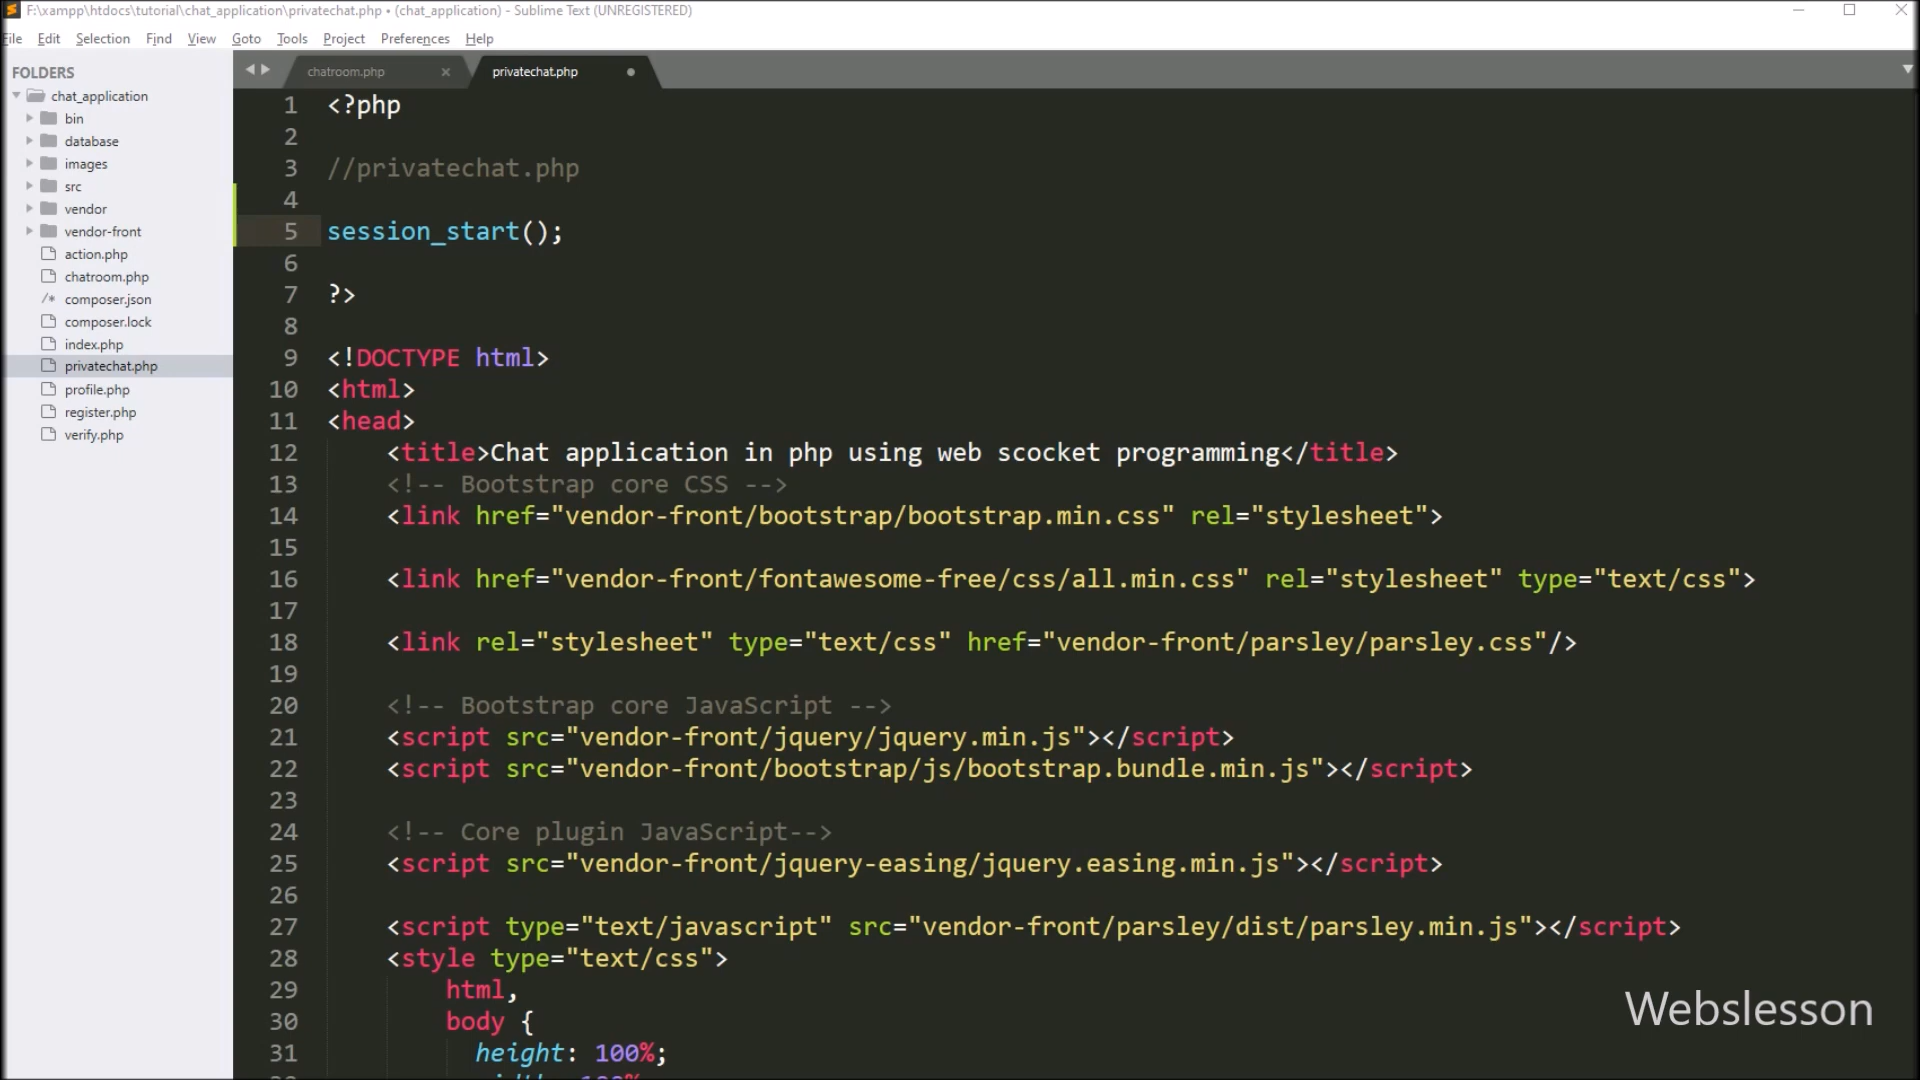 F:\xampp\htdocs\tutorial\chat_application\privatechat.php • (chat_application) - Sublime Text (UNREGISTERED)
File Edit Selection Find View Goto Tools Project Preferences Help
FOLDERS
chat_application
bin
database
images
src
vendor
vendor-front
action.php
chatroom.php
/* composer.json
composer.lock
index.php
privatechat.php
profile.php
register.php
verify.php
chatroom.php × privatechat.php
1 <?php
2
3 //privatechat.php
4
5 session_start();
6
7 ?>
8
9 <!DOCTYPE html>
10 <html>
11 <head>
12 <title>Chat application in php using web scocket programming</title>
13 <!-- Bootstrap core CSS -->
14 <link href="vendor-front/bootstrap/bootstrap.min.css" rel="stylesheet">
15
16 <link href="vendor-front/fontawesome-free/css/all.min.css" rel="stylesheet" type="text/css">
17
18 <link rel="stylesheet" type="text/css" href="vendor-front/parsley/parsley.css"/>
19
20 <!-- Bootstrap core JavaScript -->
21 <script src="vendor-front/jquery/jquery.min.js"></script>
22 <script src="vendor-front/bootstrap/js/bootstrap.bundle.min.js"></script>
23
24 <!-- Core plugin JavaScript-->
25 <script src="vendor-front/jquery-easing/jquery.easing.min.js"></script>
26
27 <script type="text/javascript" src="vendor-front/parsley/dist/parsley.min.js"></script>
28 <style type="text/css">
29 html,
30 body {
31 height: 100%;
Webslesson